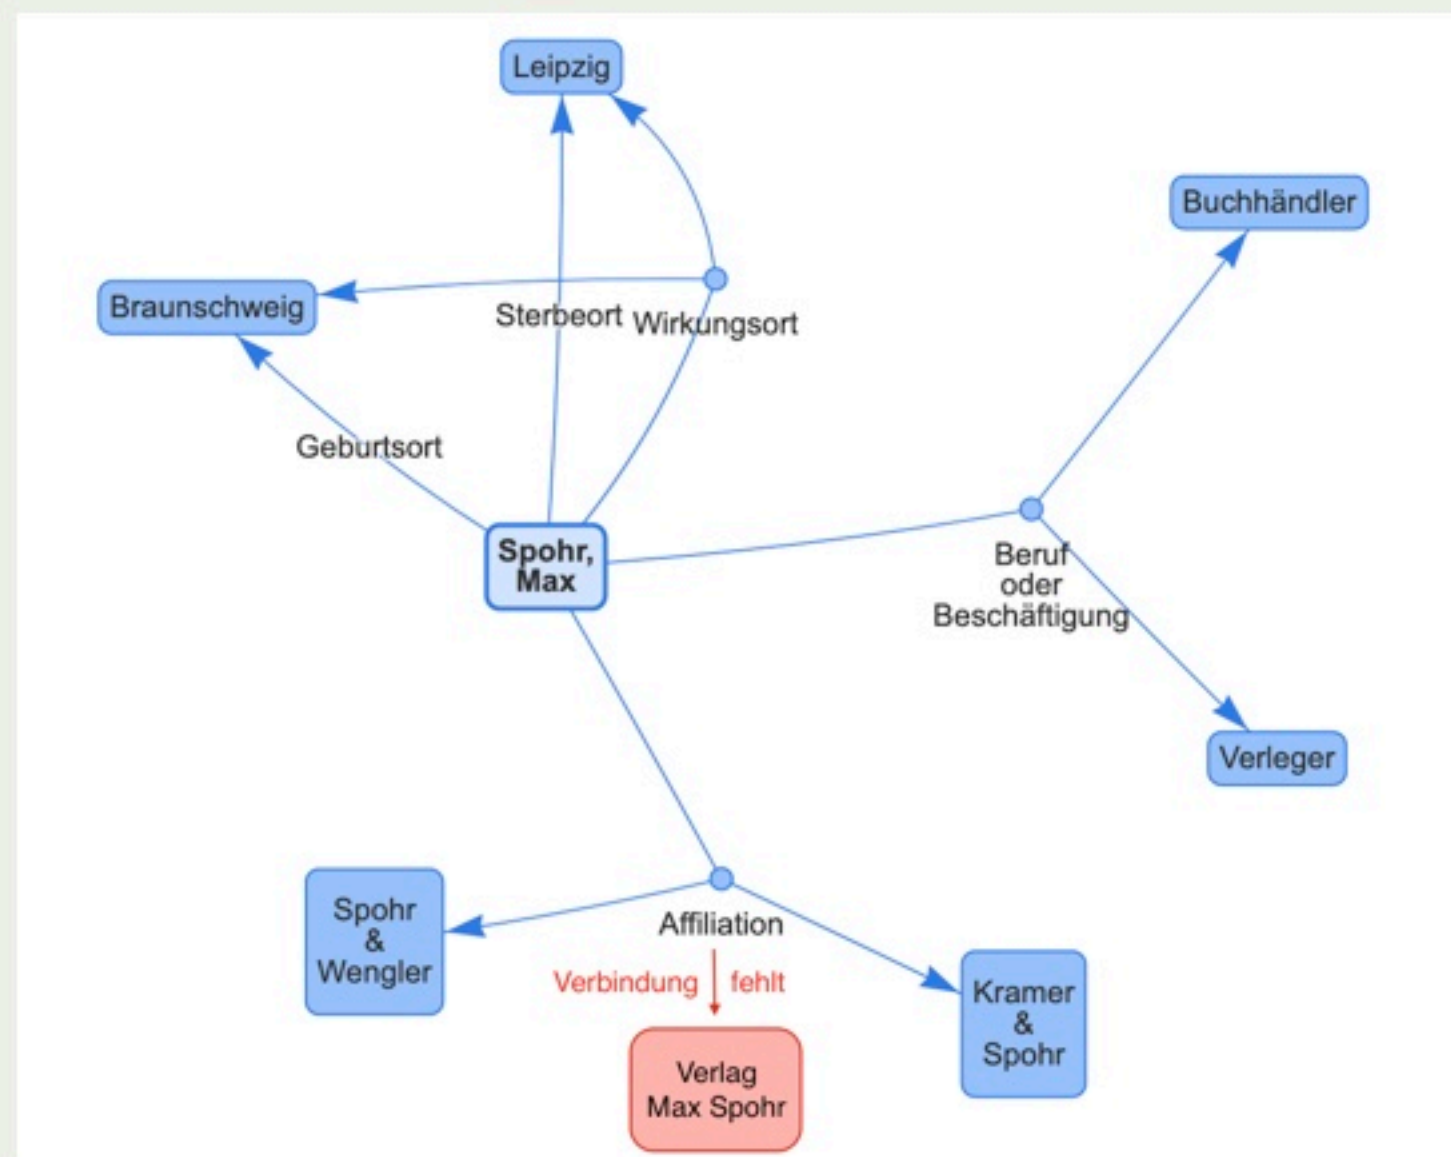 Leipzig
Buchhändler
Braunschweig
Sterbeort
Wirkungsort
Geburtsort
Spohr,
Max
Beruf
oder
Beschäftigung
Verleger
Spohr
&
Wengler
Affiliation
Verbindung fehlt
Kramer
&
Spohr
Verlag
Max Spohr